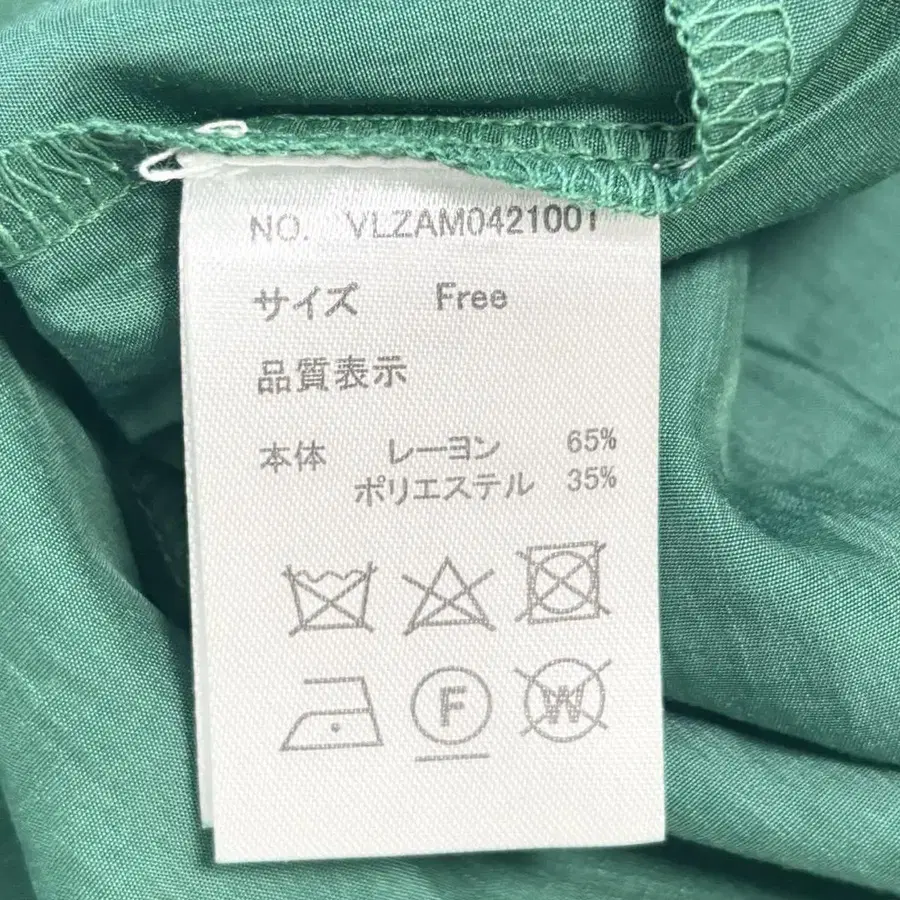 NO. VLZAM0421001
サイズ Free
品質表示
本体 レーヨン 65%
ポリエステル 35%
F W